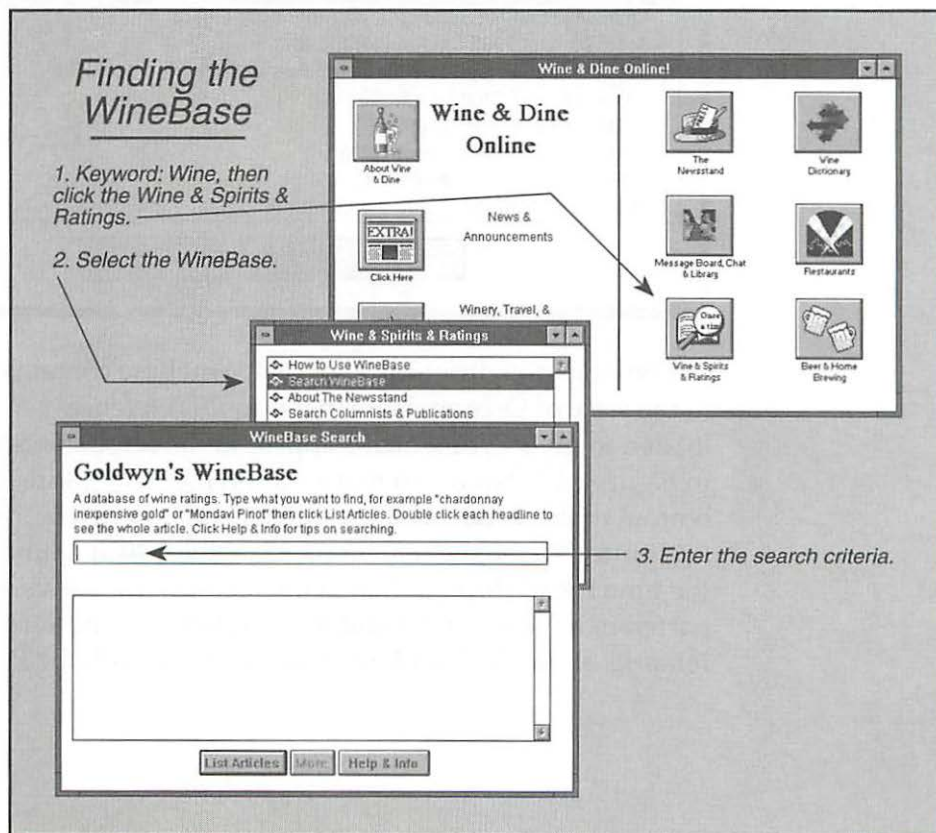 Finding the
WineBase
1. Keyword: Wine, then
click the Wine & Spirits &
Ratings.
2. Select the WineBase.
Wine & Dine Online!
About Wine
& Dine
Wine & Dine
Online
EXTRA!
Click Here
News &
Announcements
Winery, Travel, &
The
Newsstand
Wine
Dictionary
Message Board, Chat
& Library
Restaurants
Wine & Spirits
& Ratings
Beer & Home
Brewing
Wine & Spirits & Ratings
How to Use WineBase
Search WineBase
About The Newsstand
Search Columnists & Publications
WineBase Search
Goldwyn's WineBase
A database of wine ratings. Type what you want to find, for example "chardonnay
inexpensive gold" or "Mondavi Pinot" then click List Articles. Double click each headline to
see the whole article. Click Help & Info for tips on searching.
3. Enter the search criteria.
List Articles
More
Help & Info